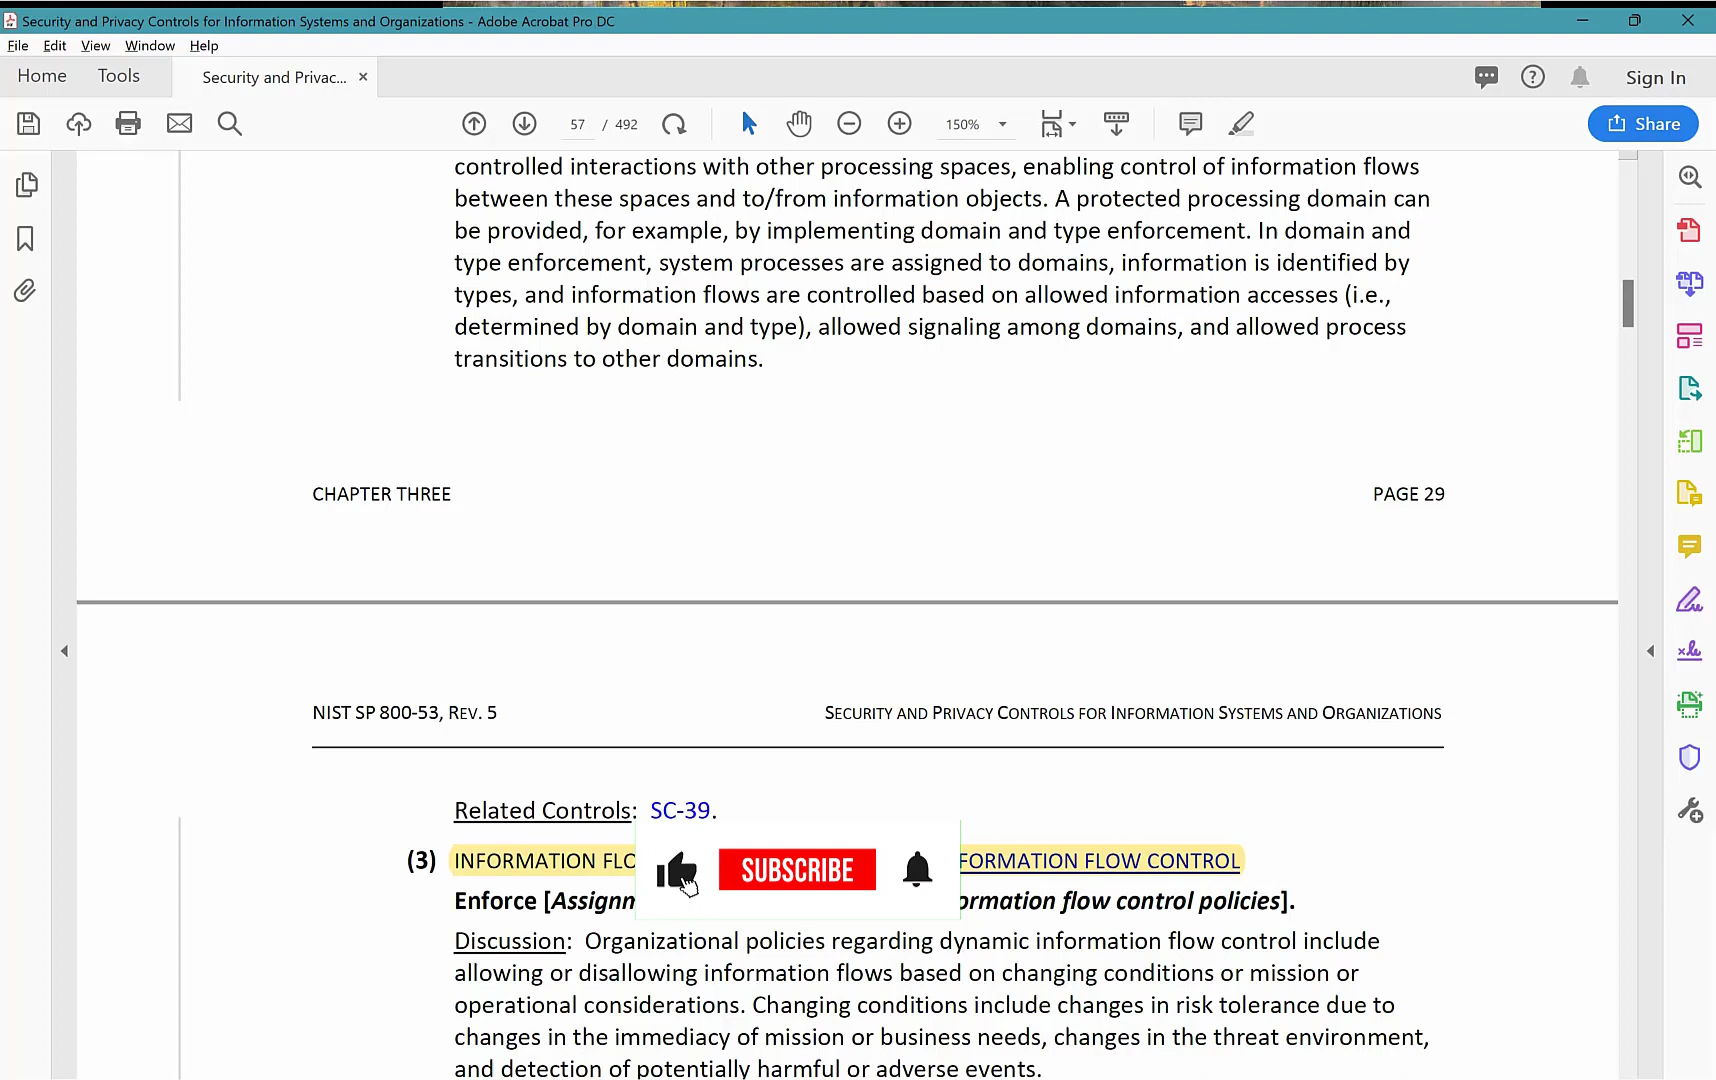 Security and Privacy Controls for Information Systems and Organizations - Adobe Acrobat Pro DC
File Edit View Window Help
Home Tools Security and Privac... × Sign In
57 / 492 150% Share
controlled interactions with other processing spaces, enabling control of information flows
between these spaces and to/from information objects. A protected processing domain can
be provided, for example, by implementing domain and type enforcement. In domain and
type enforcement, system processes are assigned to domains, information is identified by
types, and information flows are controlled based on allowed information accesses (i.e.,
determined by domain and type), allowed signaling among domains, and allowed process
transitions to other domains.
CHAPTER THREE PAGE 29
NIST SP 800-53, REV. 5 SECURITY AND PRIVACY CONTROLS FOR INFORMATION SYSTEMS AND ORGANIZATIONS
Related Controls: SC-39.
(3) INFORMATION FLO FORMATION FLOW CONTROL
SUBSCRIBE
Enforce [Assignn ormation flow control policies].
Discussion: Organizational policies regarding dynamic information flow control include
allowing or disallowing information flows based on changing conditions or mission or
operational considerations. Changing conditions include changes in risk tolerance due to
changes in the immediacy of mission or business needs, changes in the threat environment,
and detection of potentially harmful or adverse events.